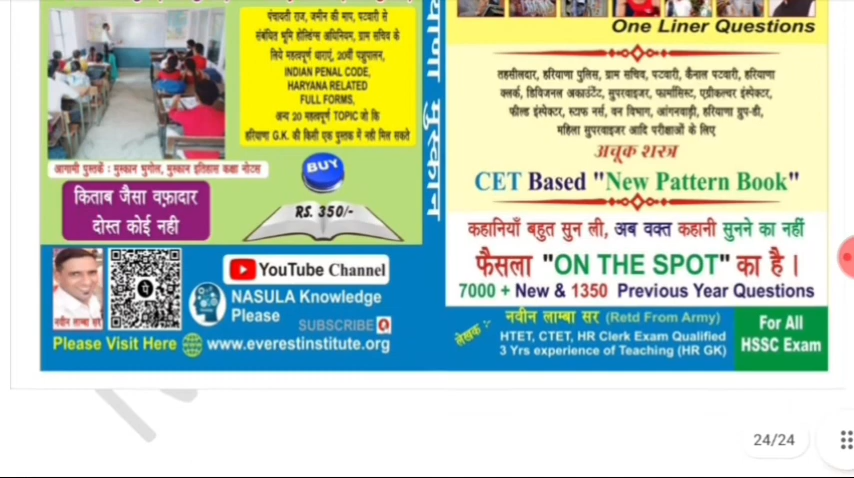 पंचायती राज, जमीन की माप, पटवारी से
संबंधित भूमि होल्डिंग्स अधिनियम, ग्राम सचिव के
लिये महत्वपूर्ण धाराएं, 20वीं पशुपालन,
INDIAN PENAL CODE,
HARYANA RELATED
FULL FORMS,
अन्य 20 महत्वपूर्ण TOPIC जो कि
हरियाणा G.K. की किसी एक पुस्तक में नही मिल सकते
आगामी पुस्तकें : मुस्कान भुगोल, मुस्कान इतिहास कक्षा नोटस
किताब जैसा वफ़ादार
दोस्त कोई नही
BUY
RS. 350/-
नवीन लाम्बा सर
YouTube Channel
NASULA Knowledge
Please
SUBSCRIBE
Please Visit Here
www.everestinstitute.org
मुस्कान
One Liner Questions
तहसीलदार, हरियाणा पुलिस, ग्राम सचिव, पटवारी, कैनाल पटवारी, हरियाणा
क्लर्क, डिविजनल अकाउंटेंट, सुपरवाइजर, फार्मासिस्ट, एग्रीकल्चर इंस्पेक्टर,
फील्ड इंस्पेक्टर, स्टाफ नर्स, वन विभाग, आंगनवाड़ी, हरियाणा ग्रुप-डी,
महिला सुपरवाइजर आदि परीक्षाओं के लिए
अचूक शस्त्र
CET Based "New Pattern Book"
कहानियाँ बहुत सुन ली, अब वक्त कहानी सुनने का नहीं
फैसला "ON THE SPOT" का है।
7000 + New & 1350 Previous Year Questions
लेखक :-
नवीन लाम्बा सर (Retd From Army)
HTET, CTET, HR Clerk Exam Qualified
3 Yrs experience of Teaching (HR GK)
For All
HSSC Exam
24/24